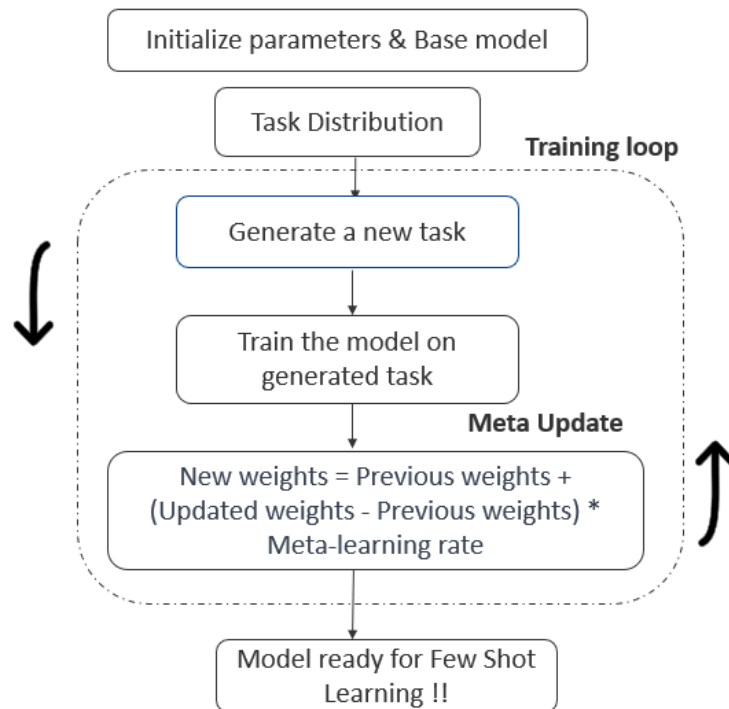 Initialize parameters & Base model
Task Distribution
Training loop
Generate a new task
Train the model on
generated task
Meta Update
New weights = Previous weights +
(Updated weights - Previous weights) *
Meta-learning rate
Model ready for Few Shot
Learning !!